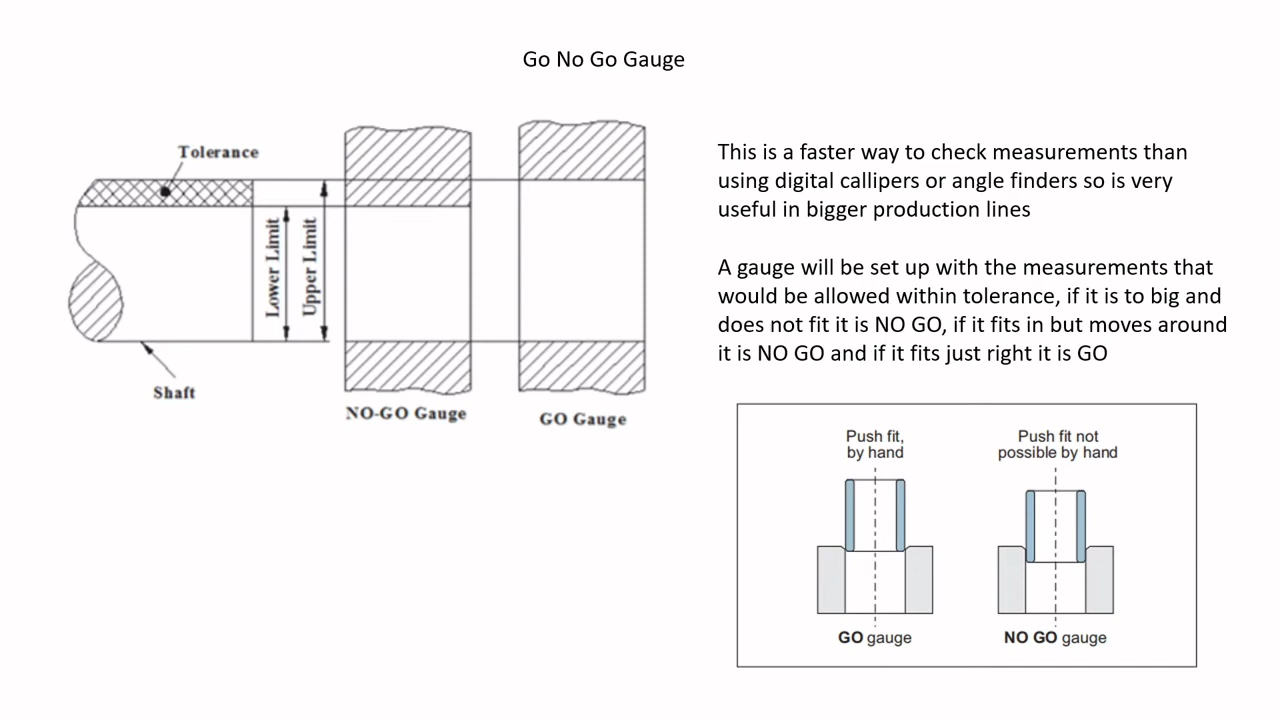 Go No Go Gauge
Tolerance
Lower Limit
Upper Limit
Shaft
NO-GO Gauge
GO Gauge
This is a faster way to check measurements than
using digital callipers or angle finders so is very
useful in bigger production lines
A gauge will be set up with the measurements that
would be allowed within tolerance, if it is to big and
does not fit it is NO GO, if it fits in but moves around
it is NO GO and if it fits just right it is GO
Push fit,
by hand
Push fit not
possible by hand
GO gauge
NO GO gauge